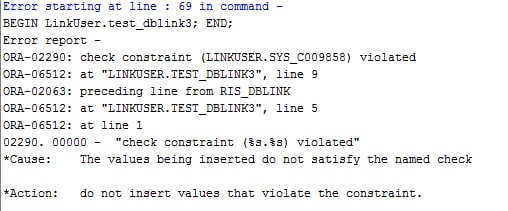 Error starting at line : 69 in command -
BEGIN LinkUser.test_dblink3; END;
Error report -
ORA-02290: check constraint (LINKUSER.SYS_C009858) violated
ORA-06512: at "LINKUSER.TEST_DBLINK3", line 9
ORA-02063: preceding line from RIS_DBLINK
ORA-06512: at "LINKUSER.TEST_DBLINK3", line 5
ORA-06512: at line 1
02290. 00000 -  "check constraint (%s.%s) violated"
*Cause:    The values being inserted do not satisfy the named check
*Action:   do not insert values that violate the constraint.